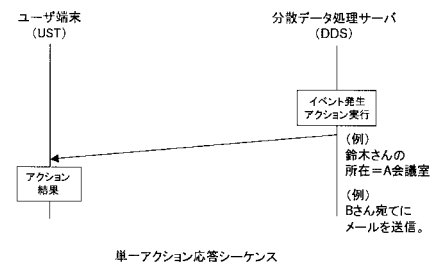 ユーザ端末
（UST）
分散データ処理サーバ
（DDS）
イベント発生
アクション実行
（例）
鈴木さんの
所在＝A会議室
アクション
結果
（例）
Bさん宛てに
メールを送信。
単一アクション応答シーケンス